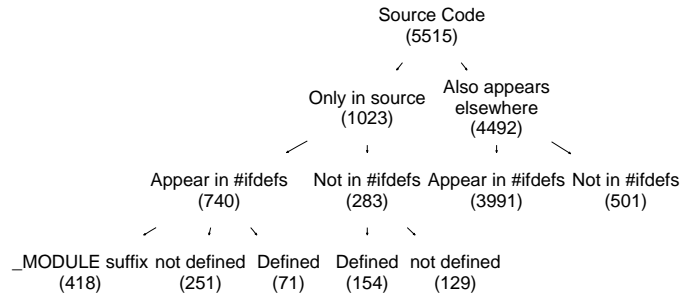 Source Code
(5515)
Only in source
(1023)
Also appears
elsewhere
(4492)
Appear in #ifdefs
(740)
Not in #ifdefs
(283)
Appear in #ifdefs
(3991)
Not in #ifdefs
(501)
_MODULE suffix
(418)
not defined
(251)
Defined
(71)
Defined
(154)
not defined
(129)